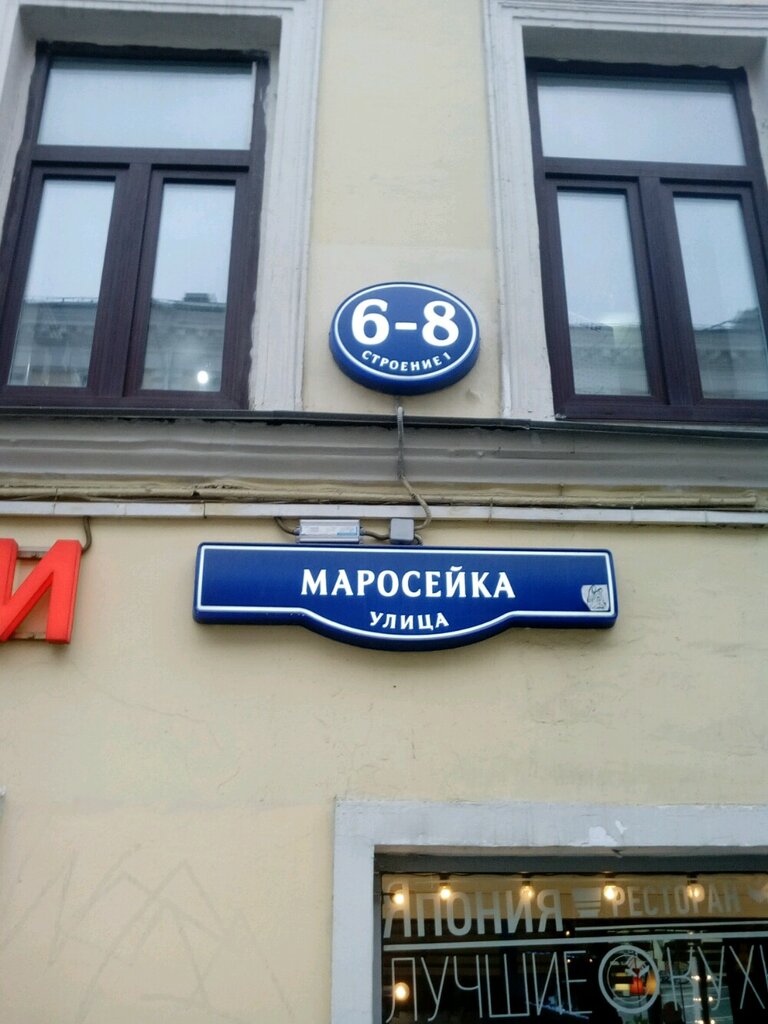 6-8
СТРОЕНИЕ 1
И
МАРОСЕЙКА
УЛИЦА
ЯПОНИЯ РЕСТОРАН
ЛУЧШИЕ